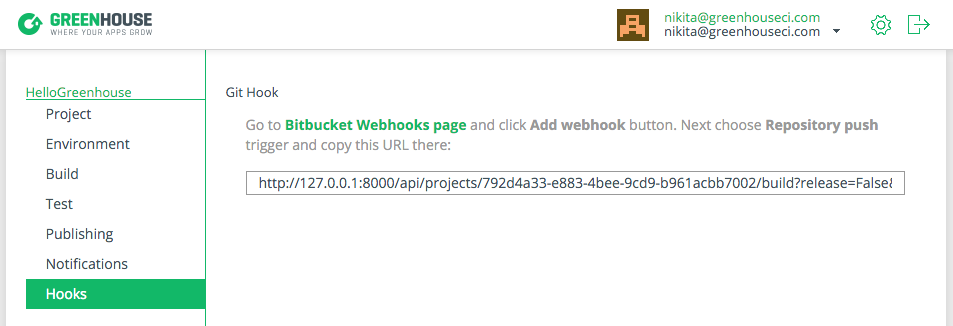 GREENHOUSE
WHERE YOUR APPS GROW
nikita@greenhouseci.com
nikita@greenhouseci.com
HelloGreenhouse
Project
Environment
Build
Test
Publishing
Notifications
Hooks
Git Hook
Go to Bitbucket Webhooks page and click Add webhook button. Next choose Repository push
trigger and copy this URL there:
http://127.0.0.1:8000/api/projects/792d4a33-e883-4bee-9cd9-b961acbb7002/build?release=False&